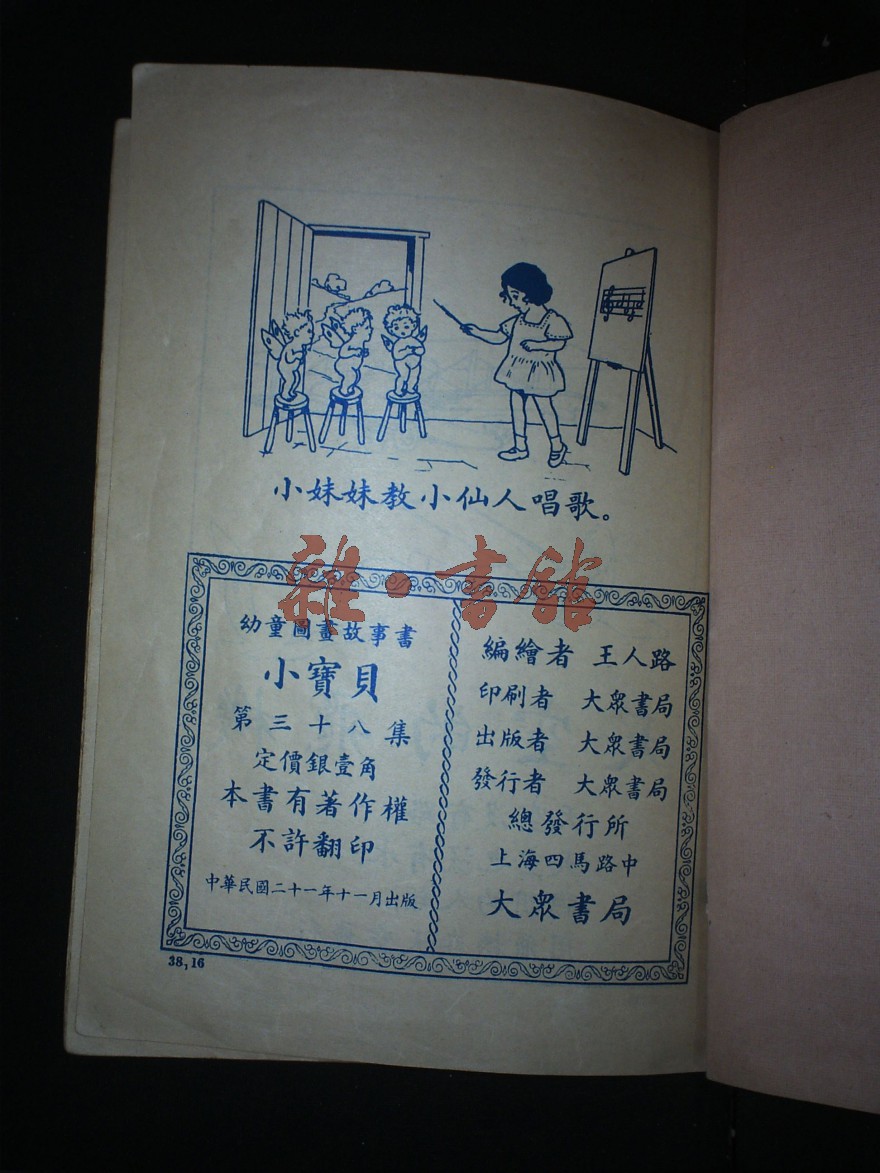 小妹妹教小仙人唱歌。
雜·書館
幼童圖畫故事書
小寶貝
第三十八集
定價銀壹角
本書有著作權
不許翻印
中華民國二十一年十一月出版
編繪者 王人路
印刷者 大眾書局
出版者 大眾書局
發行者 大眾書局
總發行所
上海四馬路中
大眾書局
38,16